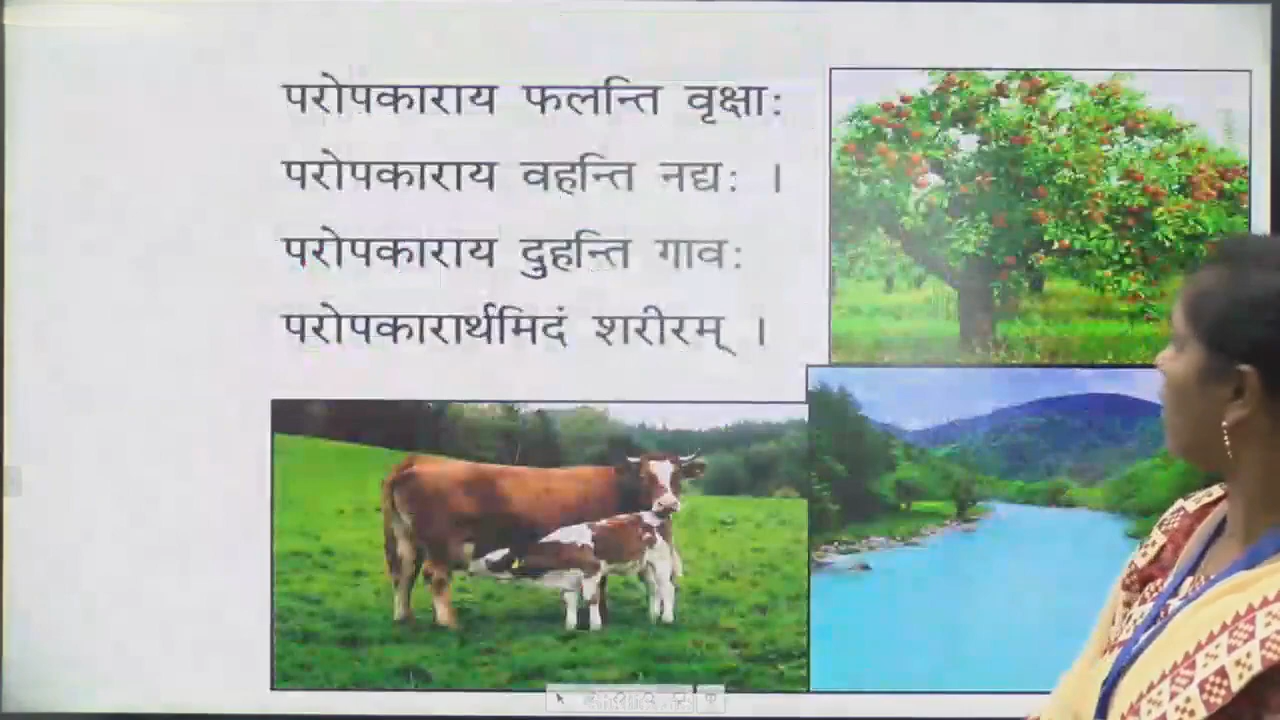 परोपकाराय फलन्ति वृक्षाः
परोपकाराय वहन्ति नद्यः ।
परोपकाराय दुहन्ति गावः
परोपकारार्थमिदं शरीरम् ।